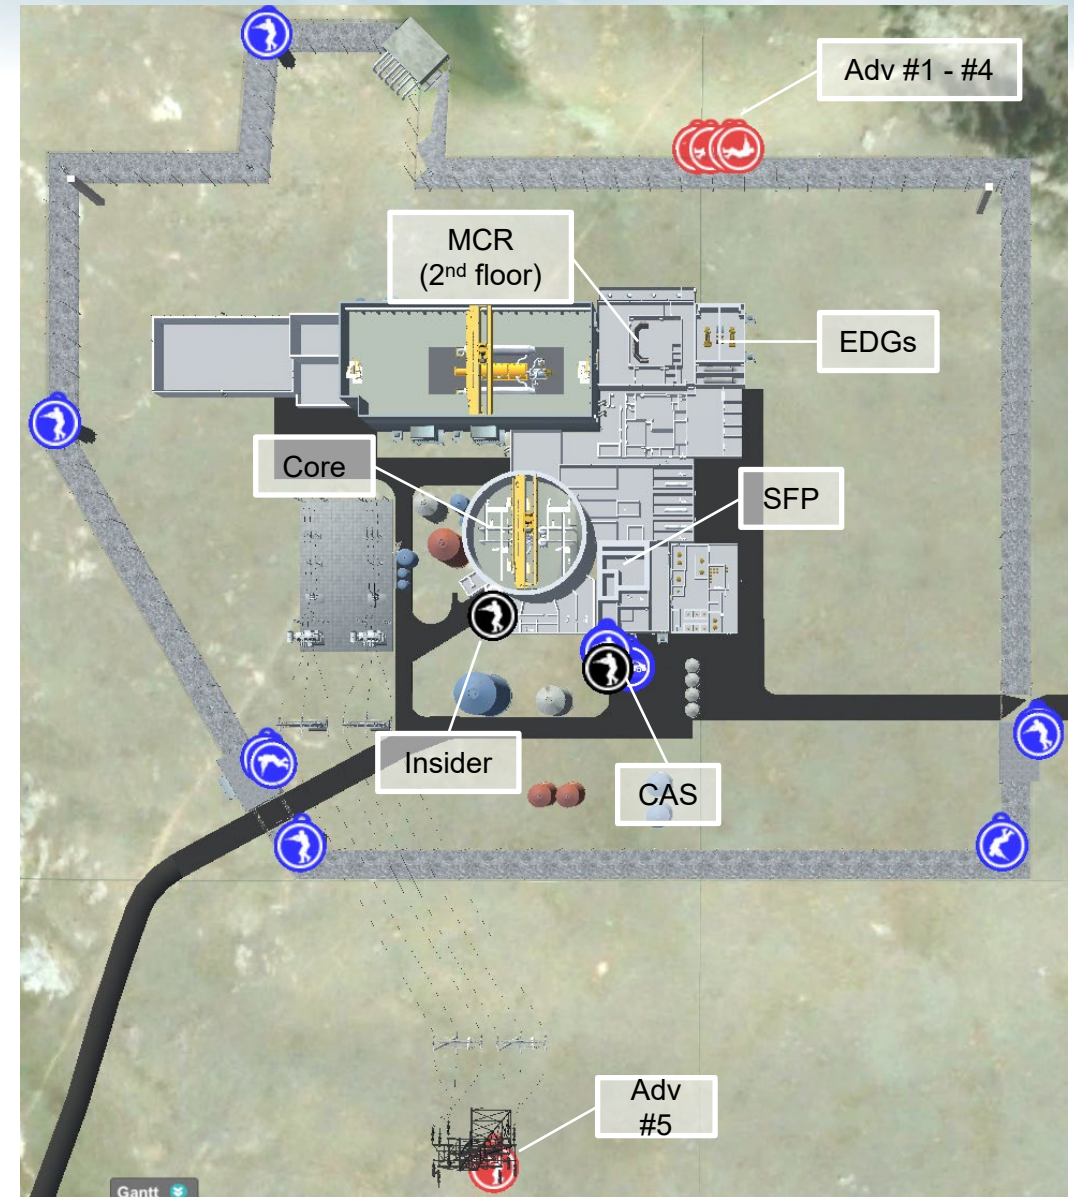 Adv #1 - #4
MCR
(2nd floor)
EDGs
Core
SFP
Insider
CAS
Adv
#5
Gantt